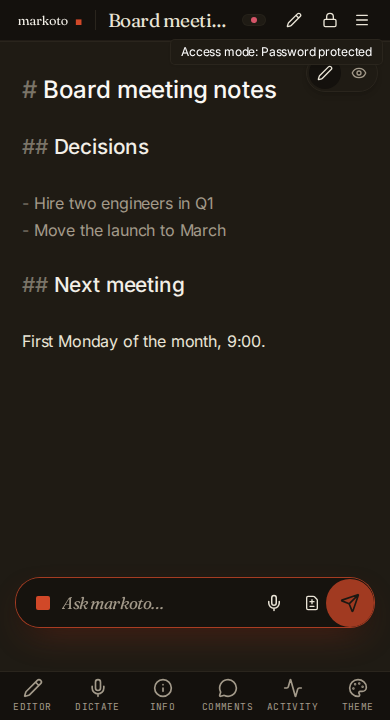 markoto
Board meeti...
Access mode: Password protected
# Board meeting notes
## Decisions
- Hire two engineers in Q1
- Move the launch to March
## Next meeting
First Monday of the month, 9:00.
Ask markoto...
EDITOR DICTATE INFO COMMENTS ACTIVITY THEME